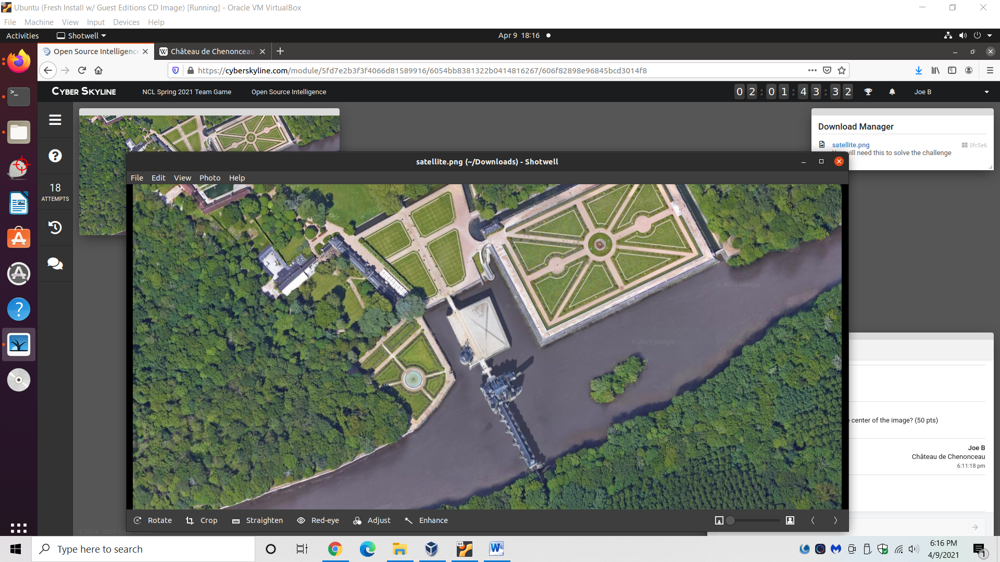 Ubuntu (Fresh Install w/ Guest Editions CD Image) [Running] - Oracle VM VirtualBox
File Machine View Input Devices Help
Activities Shotwell Apr 9 18:16
Open Source Intelligence Château de Chenonceau
https://cyberskyline.com/module/5fd7e2b3f3f4066d81589916/6054bb8381322b0414816267/606f82898e96845bcd3014f8
CYBER SKYLINE NCL Spring 2021 Team Game Open Source Intelligence 02:01:43:32 Joe B
Download Manager
satellite.png 0fc5e6
will need this to solve the challenge
satellite.png (~/Downloads) - Shotwell
File Edit View Photo Help
18
ATTEMPTS
© 2021 Google
© 2021 Google
center of the image? (50 pts)
Joe B
Château de Chenonceau
6:11:18 pm
Rotate Crop Straighten Red-eye Adjust Enhance
Type here to search
6:16 PM
4/9/2021
1